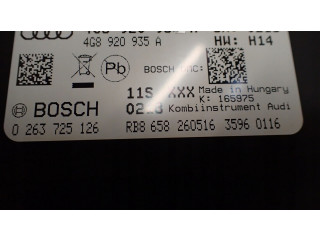 4G8 920 935 A HW: H14
Pb BOSCH
11S XXX Made in Hungary
K: 165975
BOSCH Kombiinstrument Audi
0 263 725 126 RB8 658 260516 3596 0116